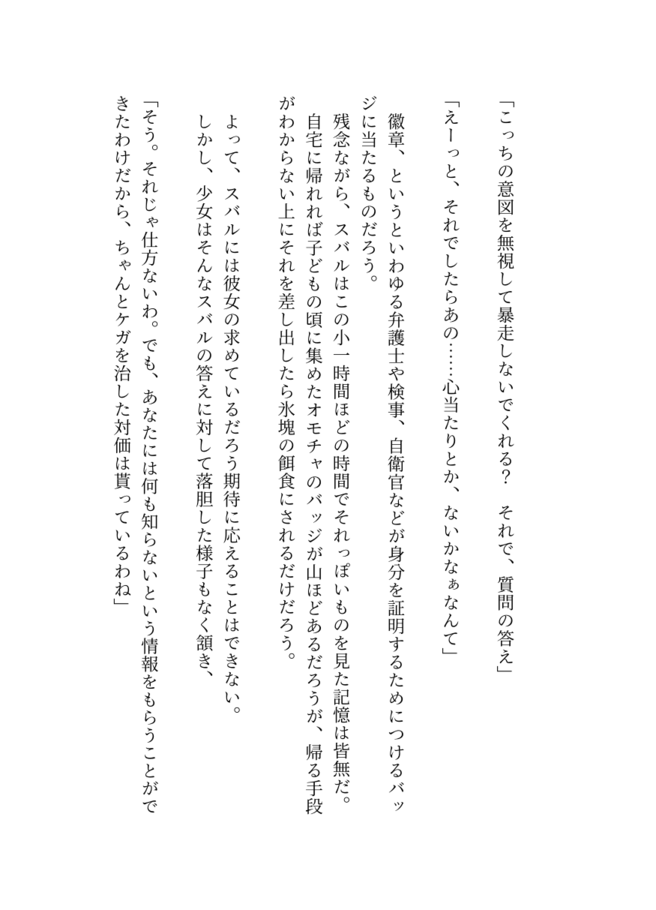 「こっちの意図を無視して暴走しないでくれる？　それで、質問の答え」
「えーっと、それでしたらあの……心当たりとか、ないかなぁなんて」
　徽章、というといわゆる弁護士や検事、自衛官などが身分を証明するためにつけるバッ
ジに当たるものだろう。
　残念ながら、スバルはこの小一時間ほどの時間でそれっぽいものを見た記憶は皆無だ。
　自宅に帰れれば子どもの頃に集めたオモチャのバッジが山ほどあるだろうが、帰る手段
がわからない上にそれを差し出したら氷塊の餌食にされるだけだろう。
　よって、スバルには彼女の求めているだろう期待に応えることはできない。
　しかし、少女はそんなスバルの答えに対して落胆した様子もなく頷き、
「そう。それじゃ仕方ないわ。でも、あなたには何も知らないという情報をもらうことがで
きたわけだから、ちゃんとケガを治した対価は貰っているわね」